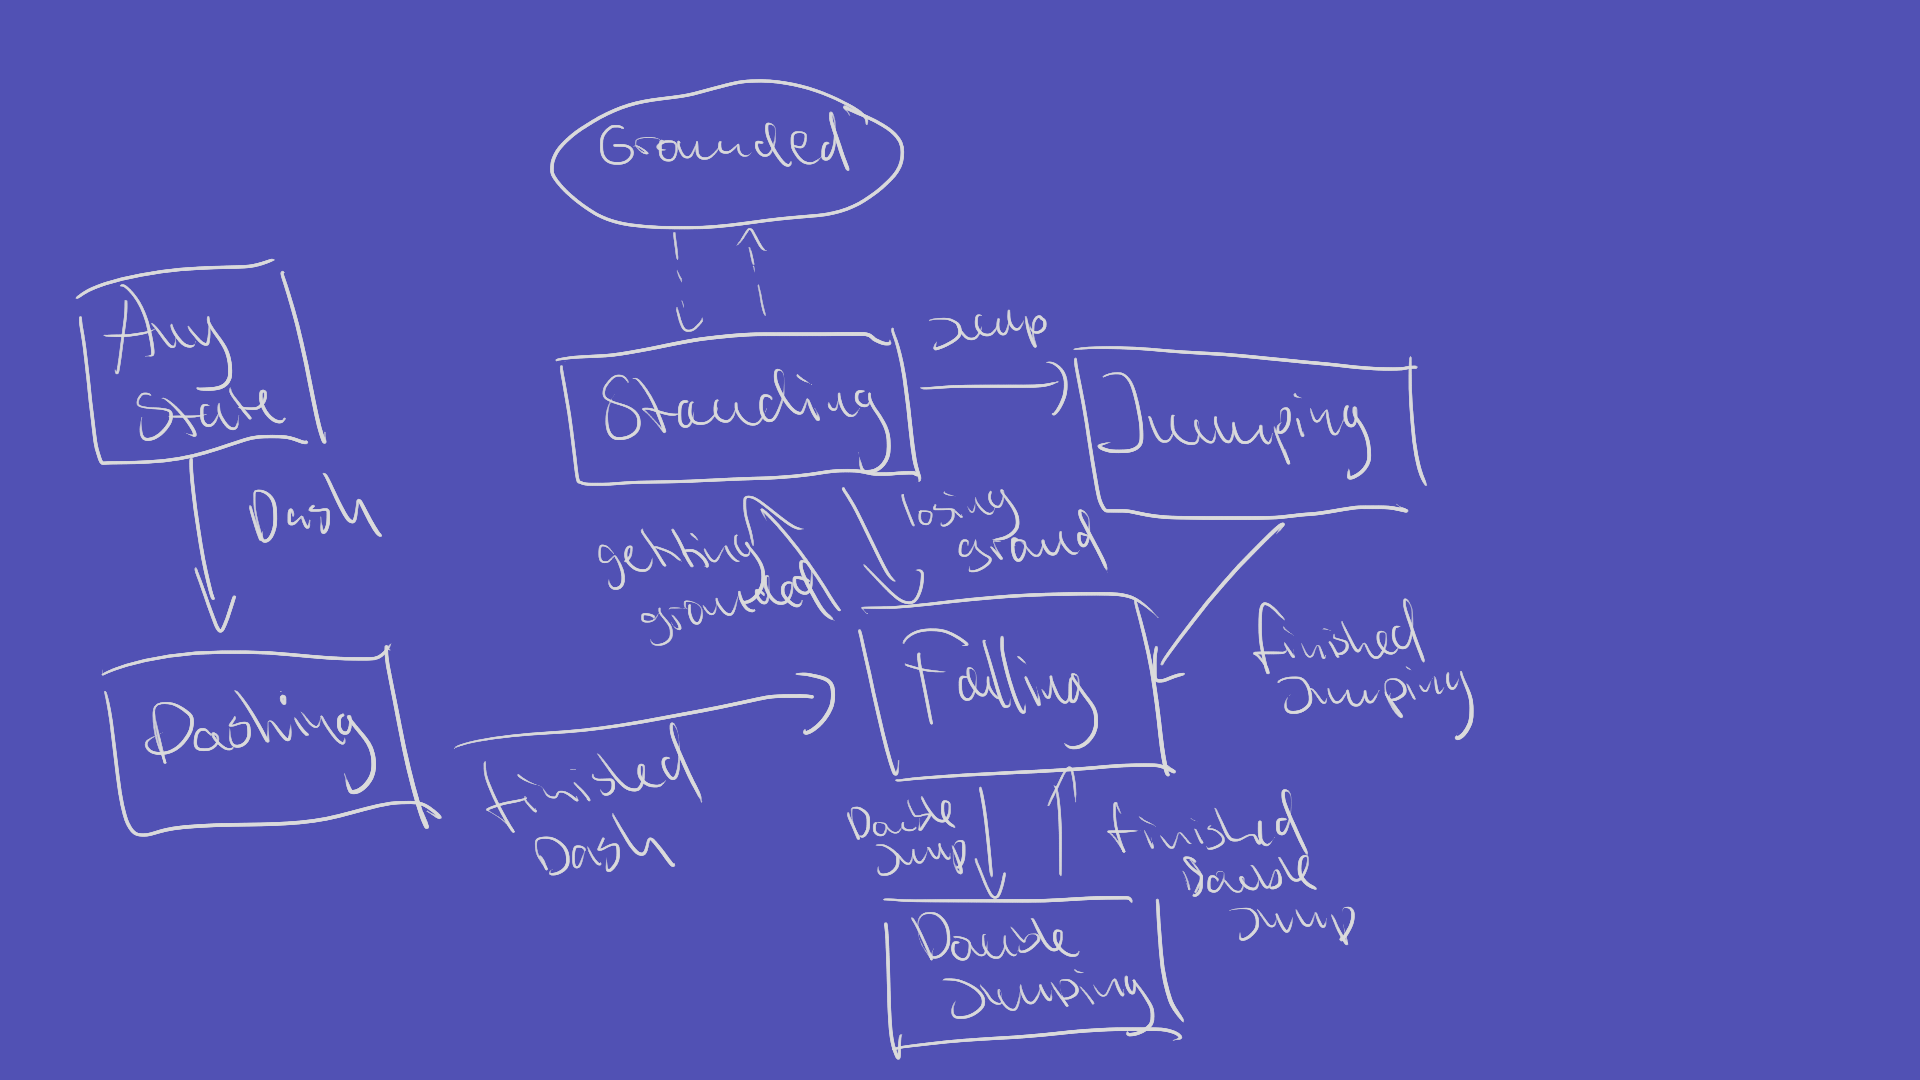 Grounded
Any
State
Standing
Jump
Jumping
Dash
getting
grounded
losing
ground
Dashing
Falling
finished
Jumping
finished
Dash
Double
Jump
finished
Double
Jump
Double
Jumping